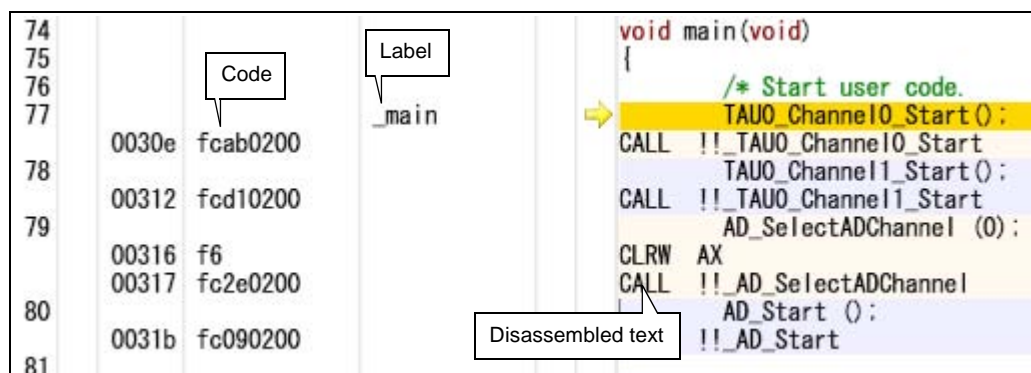 74 void main(void)
75 {
76 /* Start user code.
77 _main TAU0_Channel0_Start();
0030e fcab0200 CALL !!_TAU0_Channel0_Start
78 TAU0_Channel1_Start();
00312 fcd10200 CALL !!_TAU0_Channel1_Start
79 AD_SelectADChannel (0);
00316 f6 CLRW AX
00317 fc2e0200 CALL !!_AD_SelectADChannel
80 AD_Start ();
0031b fc090200 !!_AD_Start
81
Code
Label
Disassembled text